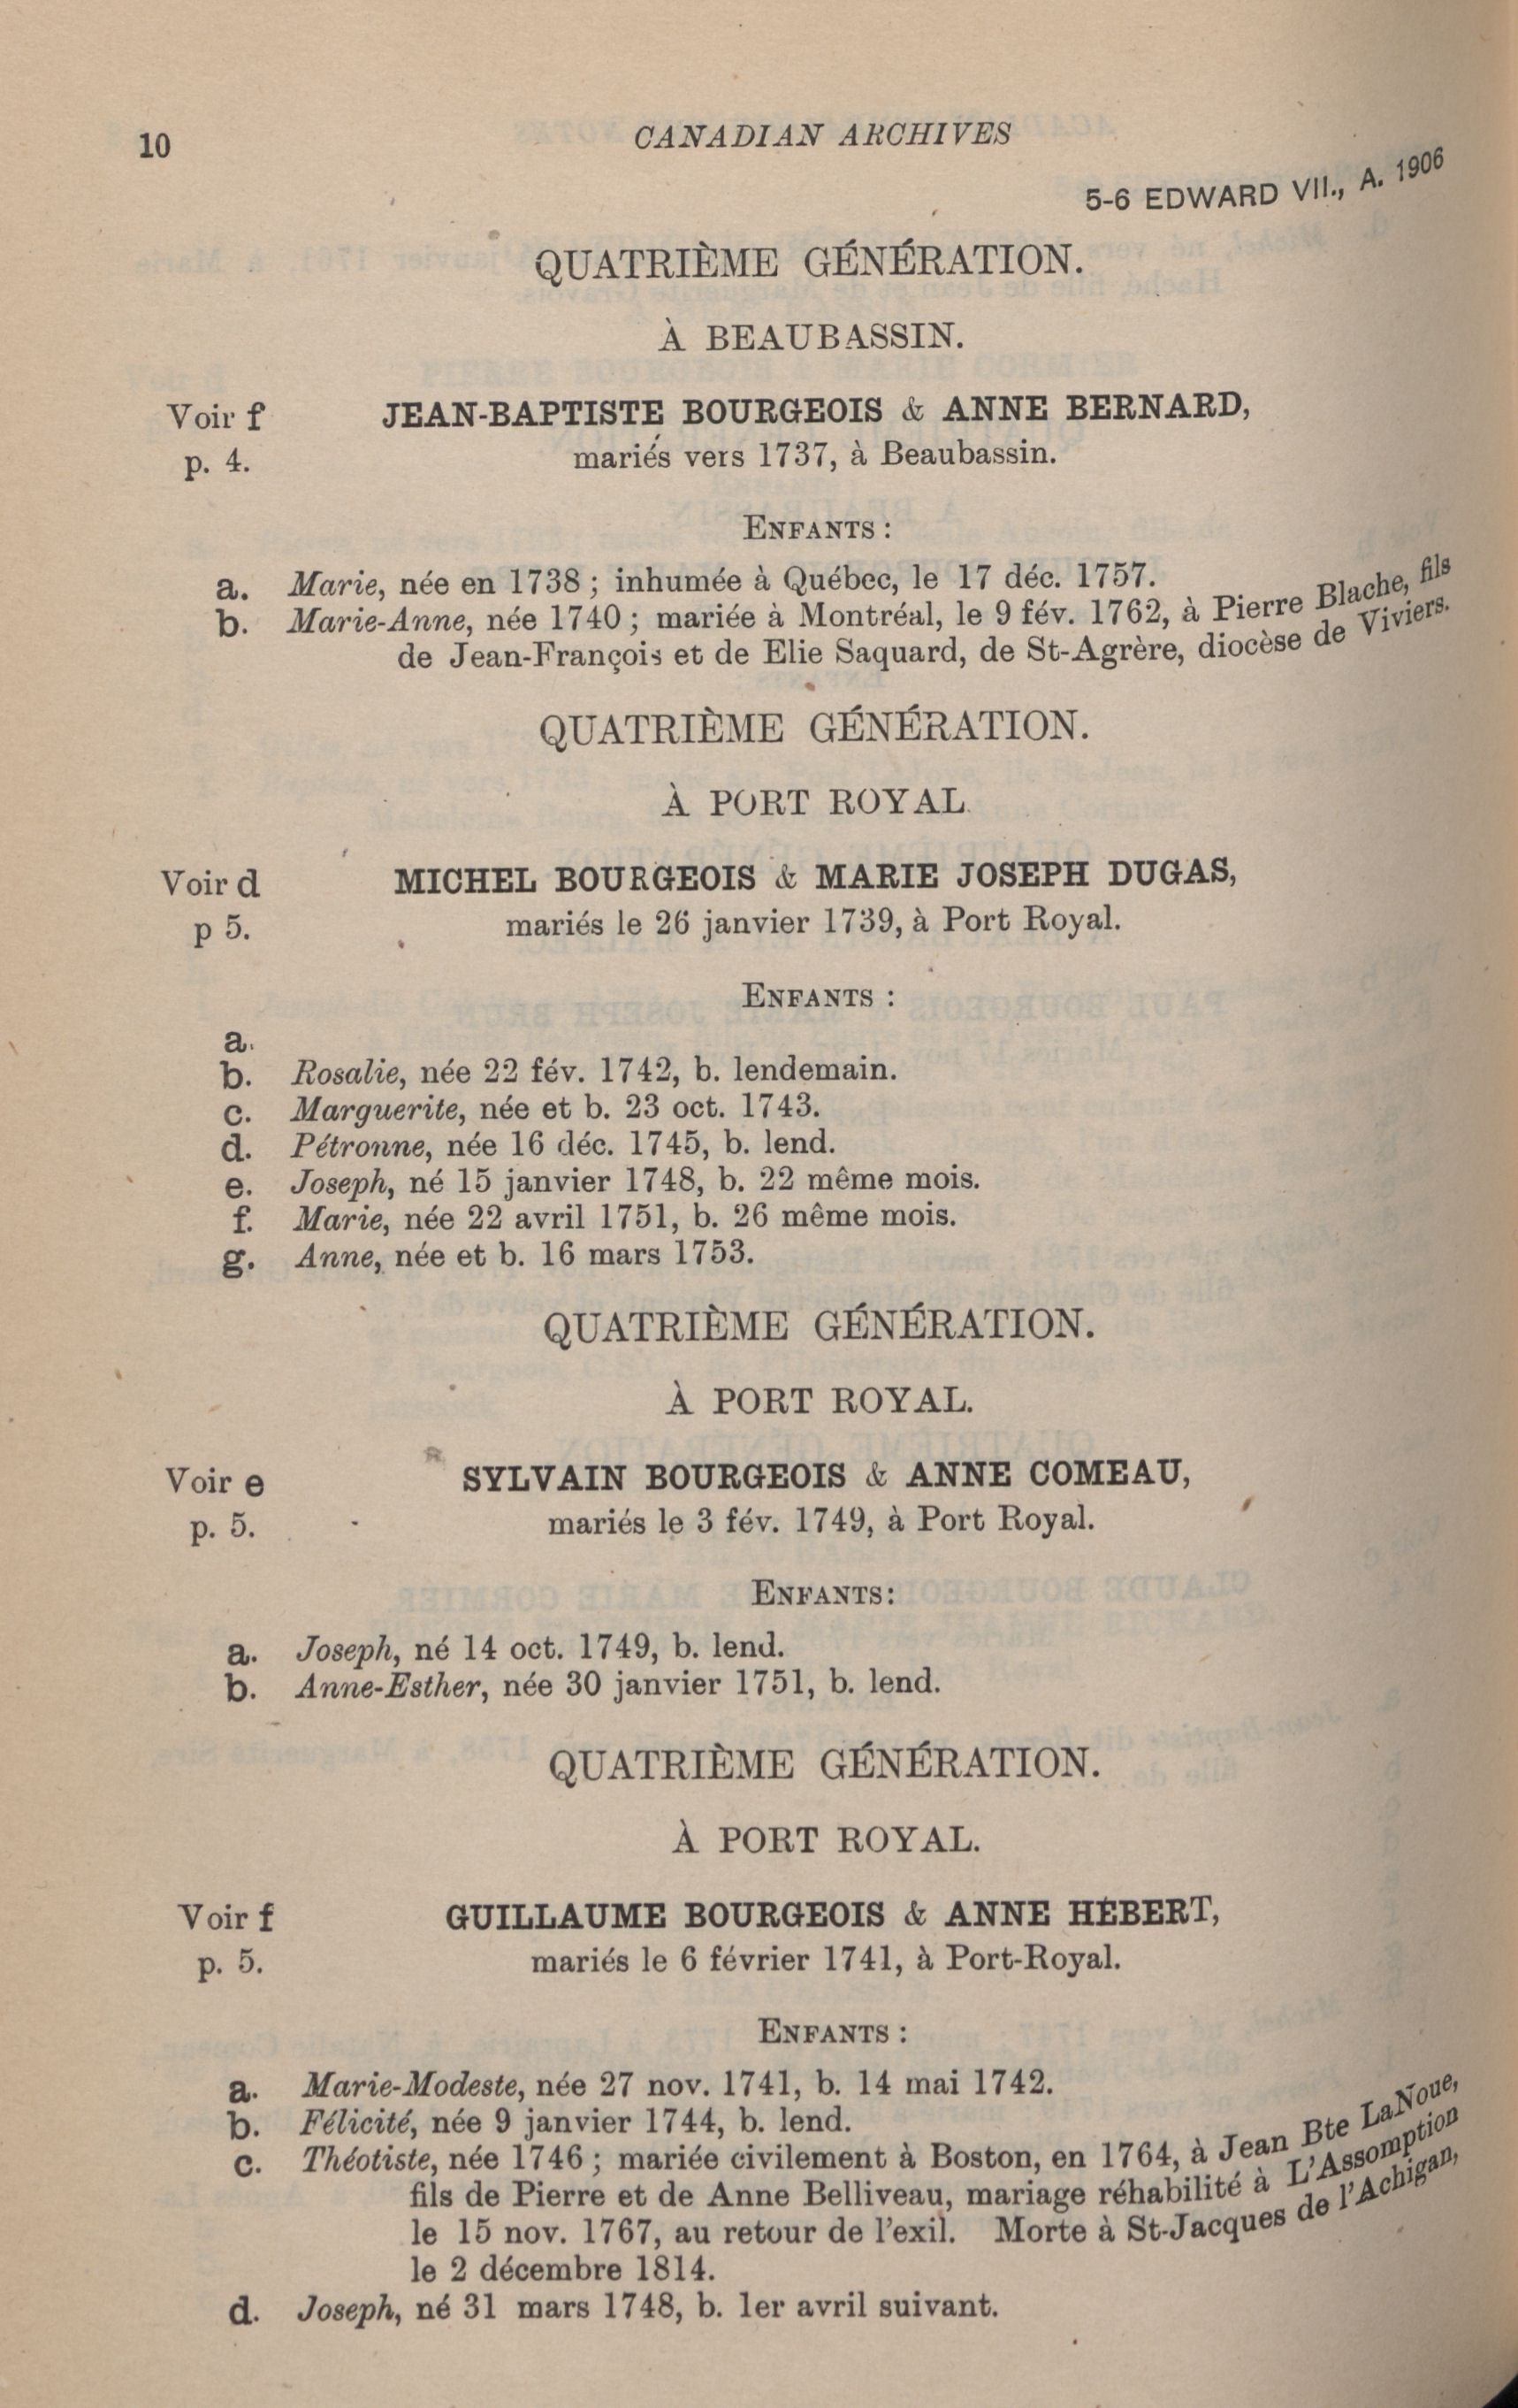 10
CANADIAN ARCHIVES
5-6 EDWARD VII., A. 1906
QUATRIÈME GÉNÉRATION.
À BEAUBASSIN.
Voir f JEAN-BAPTISTE BOURGEOIS & ANNE BERNARD,
p. 4. mariés vers 1737, à Beaubassin.
ENFANTS :
a. Marie, née en 1738 ; inhumée à Québec, le 17 déc. 1757.
b. Marie-Anne, née 1740 ; mariée à Montréal, le 9 fév. 1762, à Pierre Blache, fils
de Jean-François et de Elie Saquard, de St-Agrère, diocèse de Viviers.
QUATRIÈME GÉNÉRATION.
À PORT ROYAL
Voir d MICHEL BOURGEOIS & MARIE JOSEPH DUGAS,
p 5. mariés le 26 janvier 1739, à Port Royal.
ENFANTS :
a.
b. Rosalie, née 22 fév. 1742, b. lendemain.
c. Marguerite, née et b. 23 oct. 1743.
d. Pétronne, née 16 déc. 1745, b. lend.
e. Joseph, né 15 janvier 1748, b. 22 même mois.
f. Marie, née 22 avril 1751, b. 26 même mois.
g. Anne, née et b. 16 mars 1753.
QUATRIÈME GÉNÉRATION.
À PORT ROYAL.
Voir e SYLVAIN BOURGEOIS & ANNE COMEAU,
p. 5. mariés le 3 fév. 1749, à Port Royal.
ENFANTS:
a. Joseph, né 14 oct. 1749, b. lend.
b. Anne-Esther, née 30 janvier 1751, b. lend.
QUATRIÈME GÉNÉRATION.
À PORT ROYAL.
Voir f GUILLAUME BOURGEOIS & ANNE HÉBERT,
p. 5. mariés le 6 février 1741, à Port-Royal.
ENFANTS :
a. Marie-Modeste, née 27 nov. 1741, b. 14 mai 1742.
b. Félicité, née 9 janvier 1744, b. lend.
c. Théotiste, née 1746 ; mariée civilement à Boston, en 1764, à Jean Bte LaNoue,
fils de Pierre et de Anne Belliveau, mariage réhabilité à L'Assomption
le 15 nov. 1767, au retour de l'exil. Morte à St-Jacques de l'Achigan,
le 2 décembre 1814.
d. Joseph, né 31 mars 1748, b. 1er avril suivant.